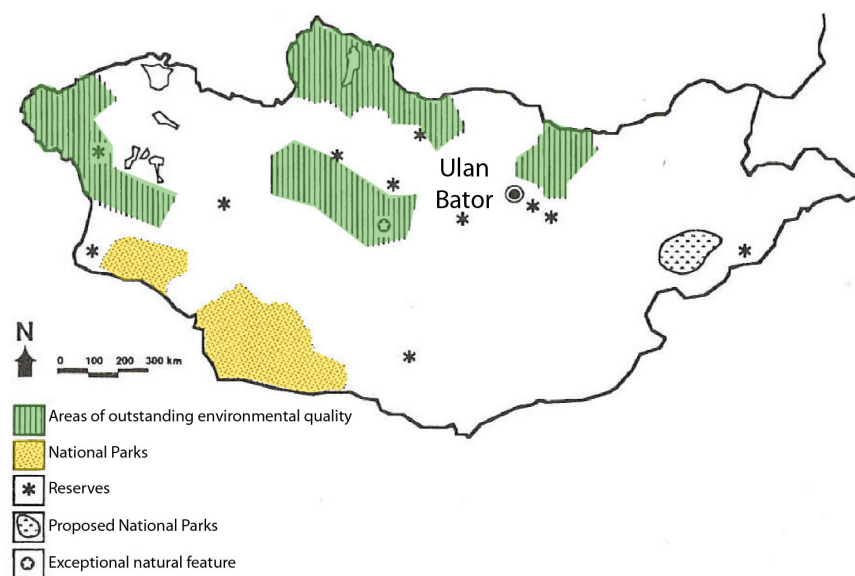 Ulan
Bator
N
0 100 200 300 km
Areas of outstanding environmental quality
National Parks
Reserves
Proposed National Parks
Exceptional natural feature